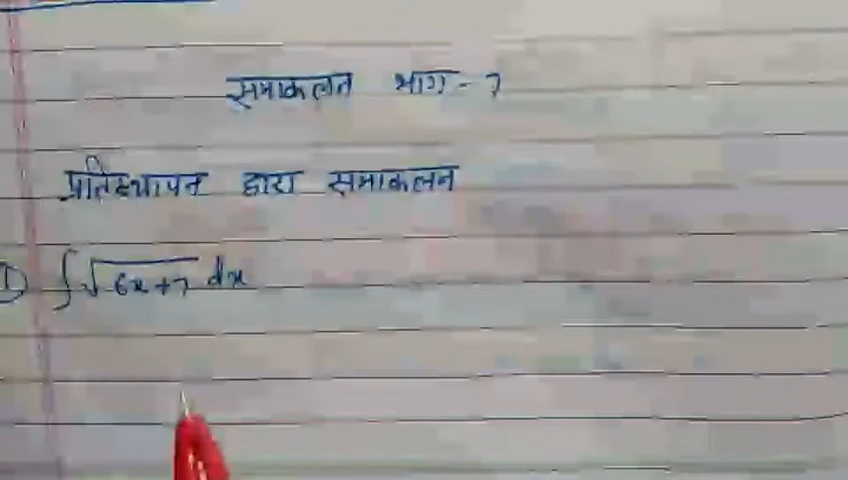 समाकलन भाग - 7
प्रतिस्थापन द्वारा समाकलन
① ∫√6x+7 dx